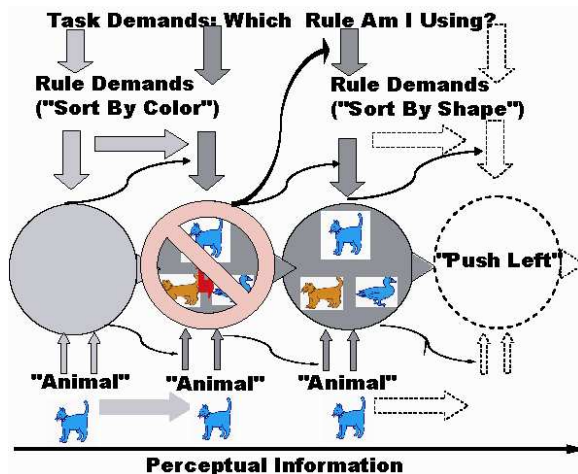 Task Demands: Which Rule Am I Using?
Rule Demands
("Sort By Color")
Rule Demands
("Sort By Shape")
"Push Left"
"Animal"
"Animal"
"Animal"
Perceptual Information